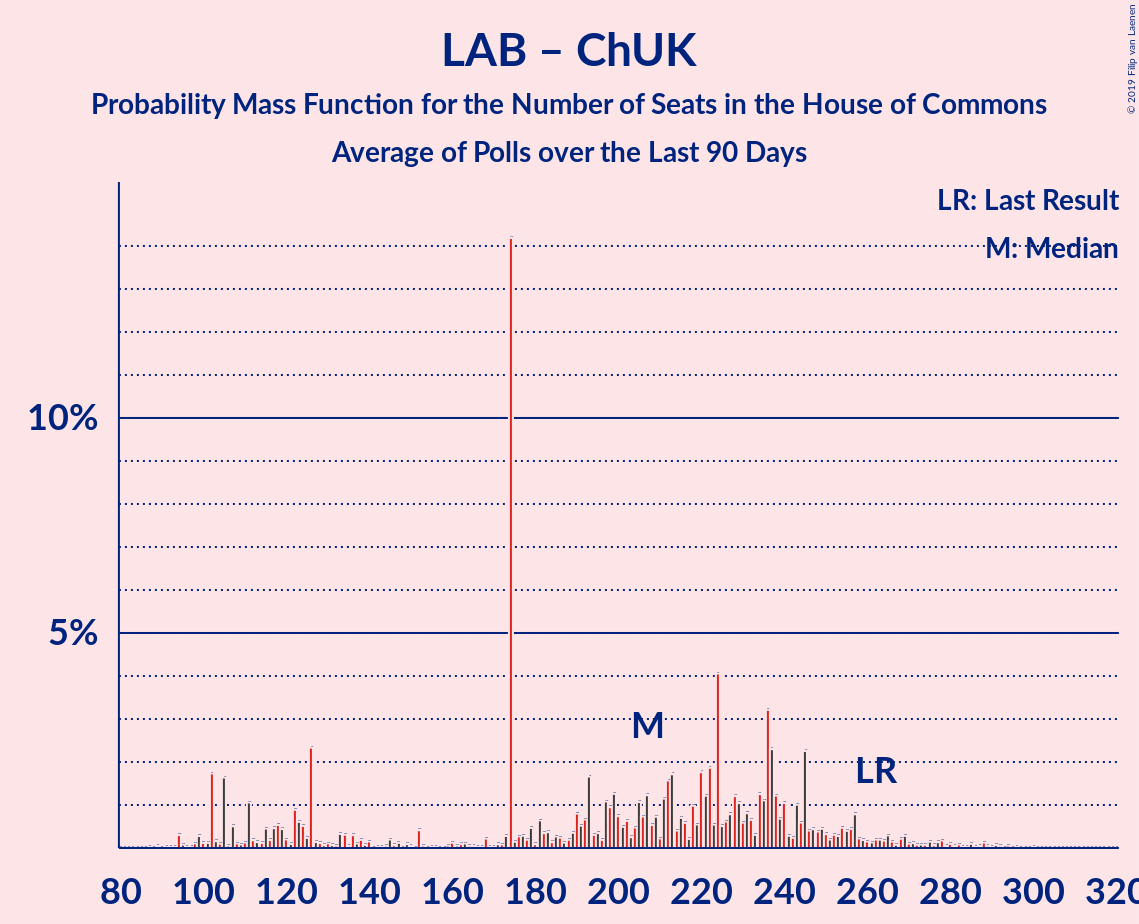 LAB – ChUK
Probability Mass Function for the Number of Seats in the House of Commons
Average of Polls over the Last 90 Days
© 2019 Filip van Laenen
LR: Last Result
M: Median
10%
5%
M
LR
80 100 120 140 160 180 200 220 240 260 280 300 320